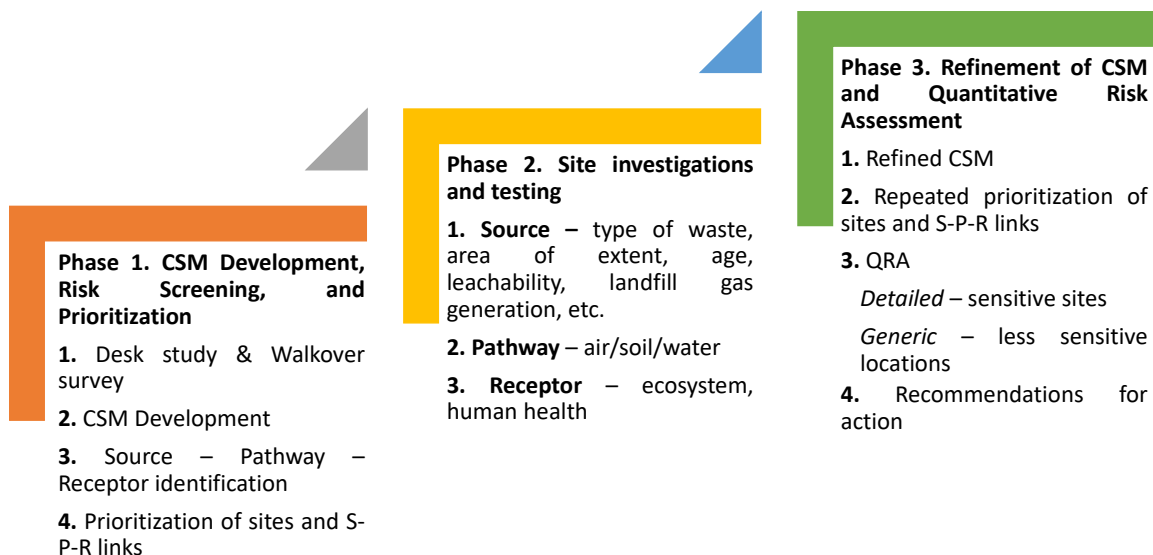 Phase 1. CSM Development,
Risk Screening, and
Prioritization
1. Desk study & Walkover
survey
2. CSM Development
3. Source – Pathway –
Receptor identification
4. Prioritization of sites and S-
P-R links
Phase 2. Site investigations
and testing
1. Source – type of waste,
area of extent, age,
leachability, landfill gas
generation, etc.
2. Pathway – air/soil/water
3. Receptor – ecosystem,
human health
Phase 3. Refinement of CSM
and Quantitative Risk
Assessment
1. Refined CSM
2. Repeated prioritization of
sites and S-P-R links
3. QRA
Detailed – sensitive sites
Generic – less sensitive
locations
4. Recommendations for
action